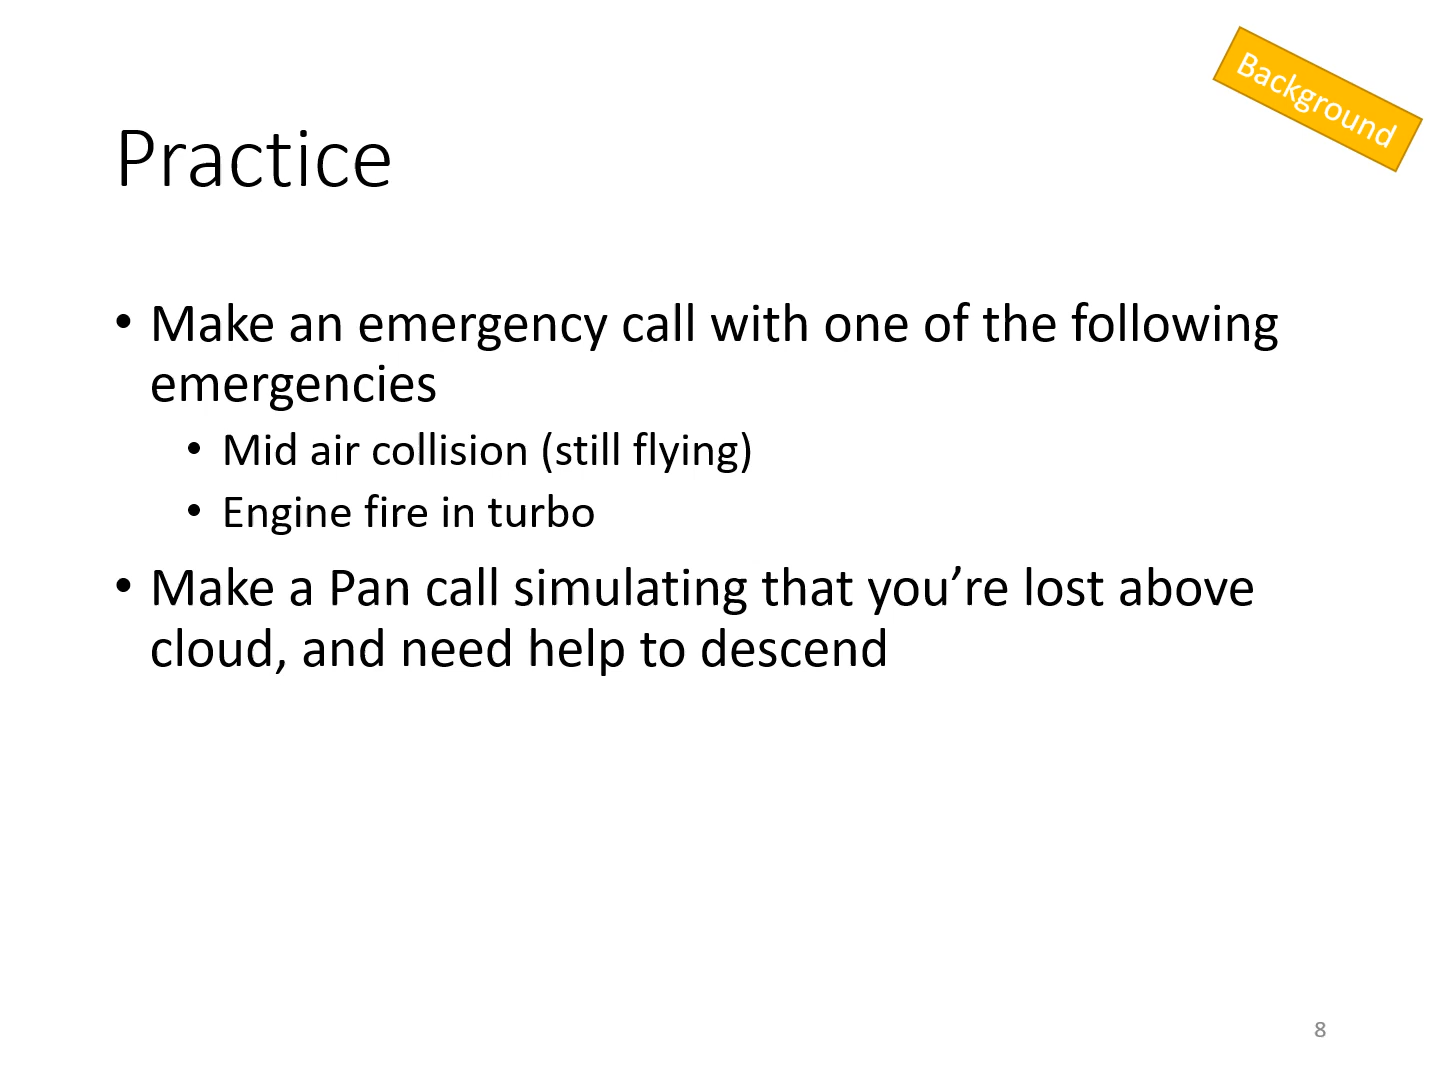 Background
Practice
• Make an emergency call with one of the following
emergencies
• Mid air collision (still flying)
• Engine fire in turbo
• Make a Pan call simulating that you’re lost above
cloud, and need help to descend
8